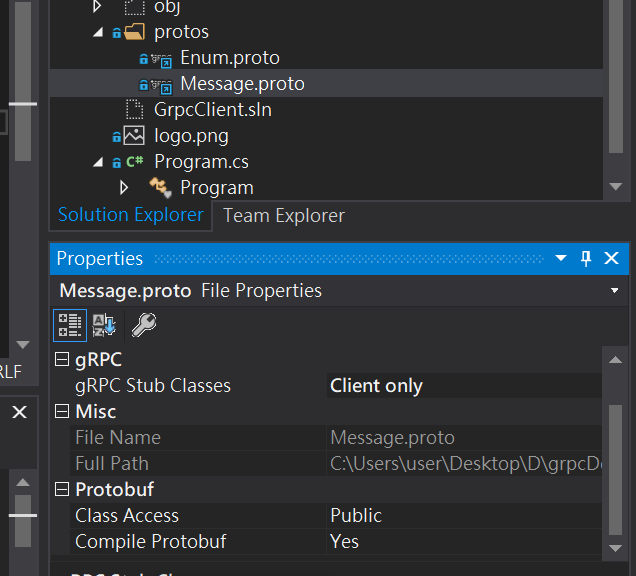 obj
protos
Enum.proto
Message.proto
GrpcClient.sln
logo.png
C# Program.cs
Program
Solution Explorer Team Explorer
Properties
Message.proto File Properties
gRPC
RLF
gRPC Stub Classes Client only
Misc
File Name Message.proto
Full Path C:\Users\user\Desktop\D\grpcD
Protobuf
Class Access Public
Compile Protobuf Yes